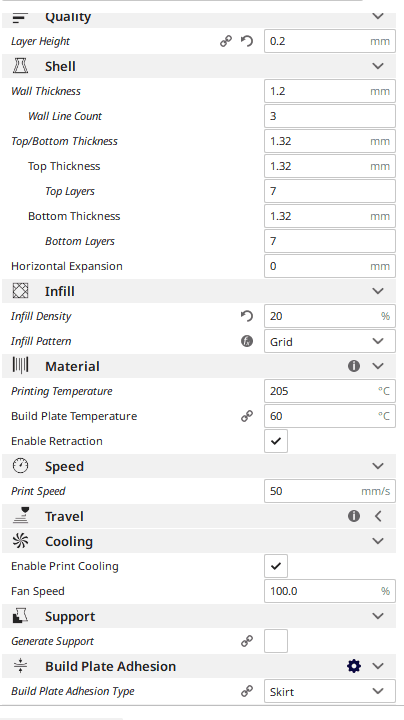 Quality
Layer Height 0.2 mm
Shell
Wall Thickness 1.2 mm
Wall Line Count 3
Top/Bottom Thickness 1.32 mm
Top Thickness 1.32 mm
Top Layers 7
Bottom Thickness 1.32 mm
Bottom Layers 7
Horizontal Expansion 0 mm
Infill
Infill Density 20 %
Infill Pattern Grid
Material
Printing Temperature 205 °C
Build Plate Temperature 60 °C
Enable Retraction
Speed
Print Speed 50 mm/s
Travel
Cooling
Enable Print Cooling
Fan Speed 100.0 %
Support
Generate Support
Build Plate Adhesion
Build Plate Adhesion Type Skirt